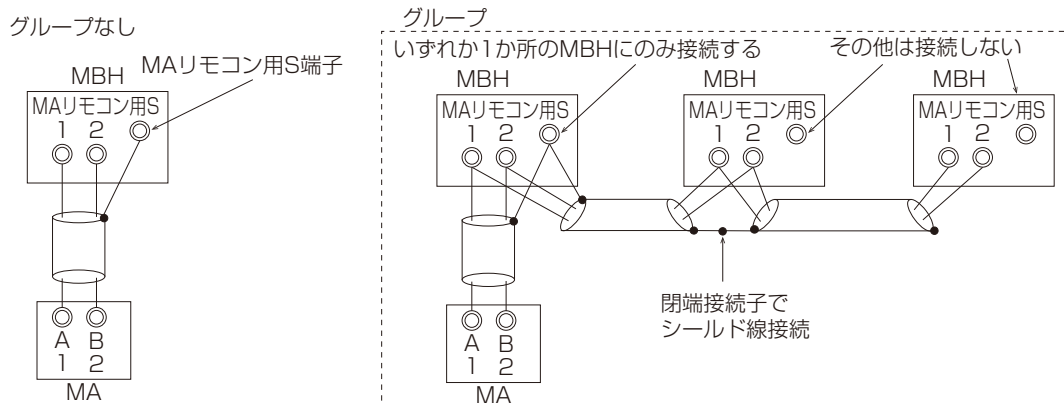 グループなし
MAリモコン用S端子
MBH
MAリモコン用S
1 2
A B
1 2
MA
グループ
いずれか1か所のMBHにのみ接続する
その他は接続しない
MBH
MAリモコン用S
1 2
MBH
MAリモコン用S
1 2
MBH
MAリモコン用S
1 2
閉端接続子で
シールド線接続
A B
1 2
MA